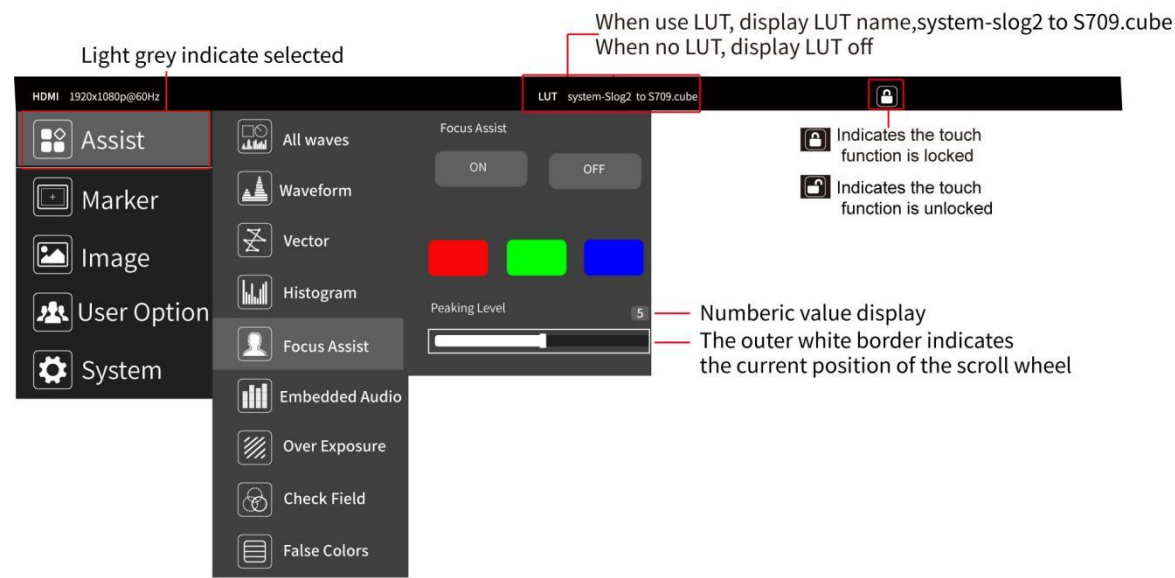 When use LUT, display LUT name,system-slog2 to S709.cube
When no LUT, display LUT off
Light grey indicate selected
HDMI 1920x1080p@60Hz
LUT system-Slog2 to S709.cube
Assist
Marker
Image
User Option
System
All waves
Waveform
Vector
Histogram
Focus Assist
Embedded Audio
Over Exposure
Check Field
False Colors
Focus Assist
ON OFF
Peaking Level 5
Indicates the touch
function is locked
Indicates the touch
function is unlocked
Numberic value display
The outer white border indicates
the current position of the scroll wheel